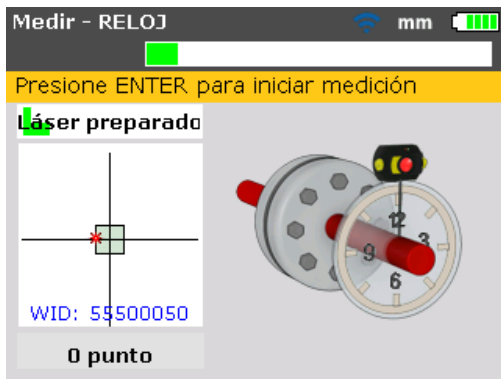 Medir - RELOJ
mm
Presione ENTER para iniciar medición
Láser preparado
12
3
9
6
WID: 55500050
0 punto